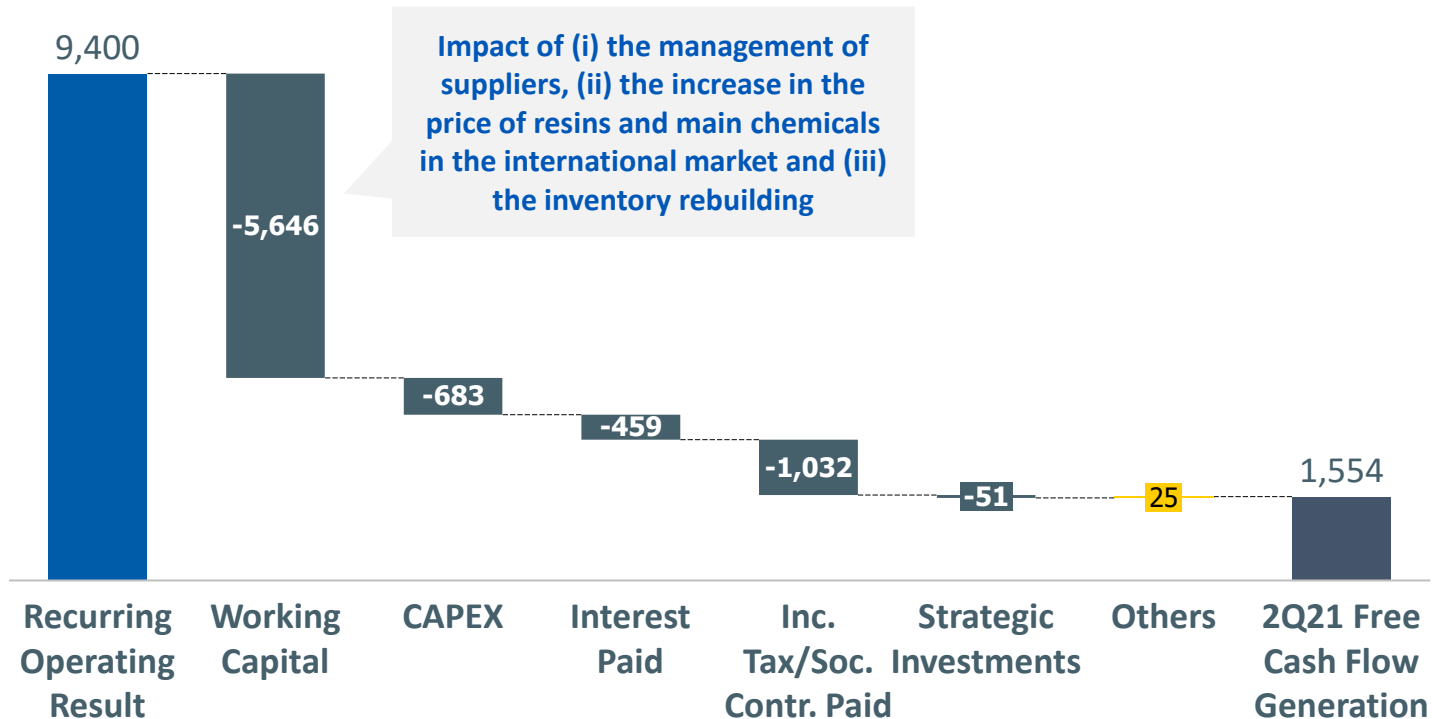 9,400
Impact of (i) the management of
suppliers, (ii) the increase in the
price of resins and main chemicals
in the international market and (iii)
the inventory rebuilding
-5,646
-683
-459
-1,032
-51
25
1,554
Recurring
Operating
Result
Working
Capital
CAPEX
Interest
Paid
Inc.
Tax/Soc.
Contr. Paid
Strategic
Investments
Others
2Q21 Free
Cash Flow
Generation